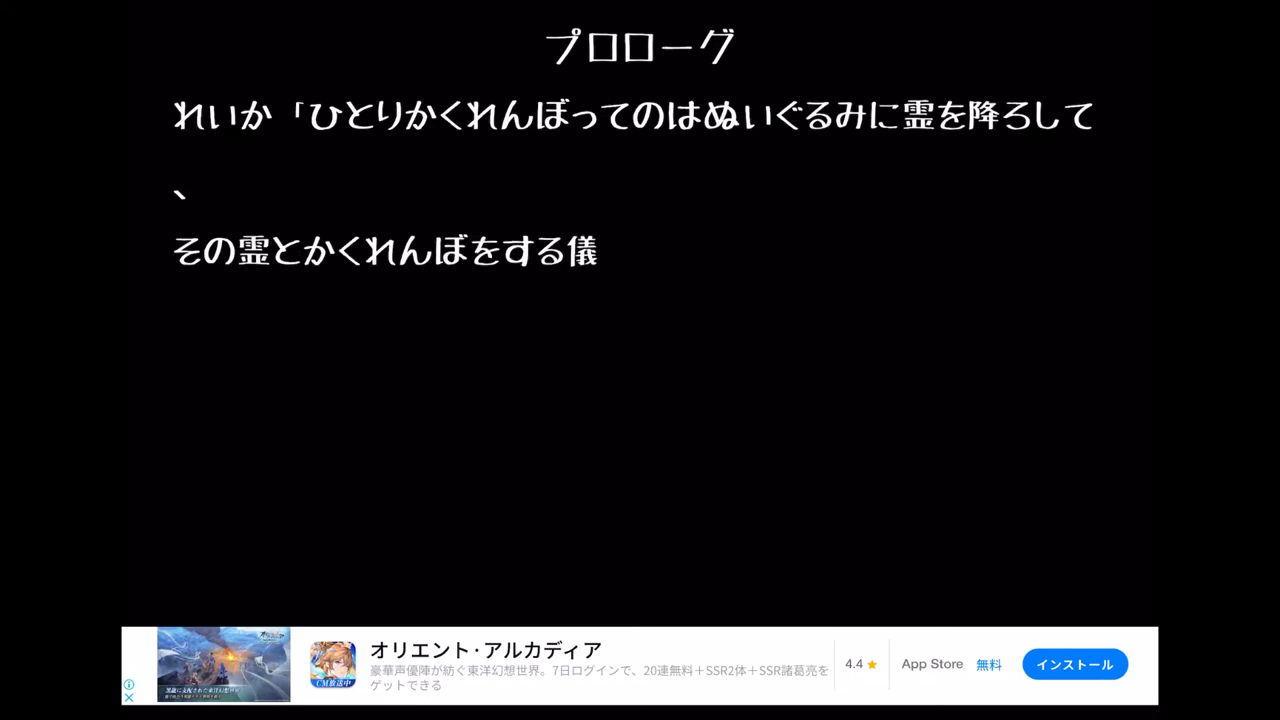 プロローグ
れいか「ひとりかくれんぼってのはぬいぐるみに霊を降ろして
、
その霊とかくれんぼをする儀
オリエント・アルカディア
豪華声優陣が紡ぐ東洋幻想世界。7日ログインで、20連無料+SSR2体+SSR諸葛亮を
ゲットできる
CM放送中
4.4 ★
App Store 無料
インストール